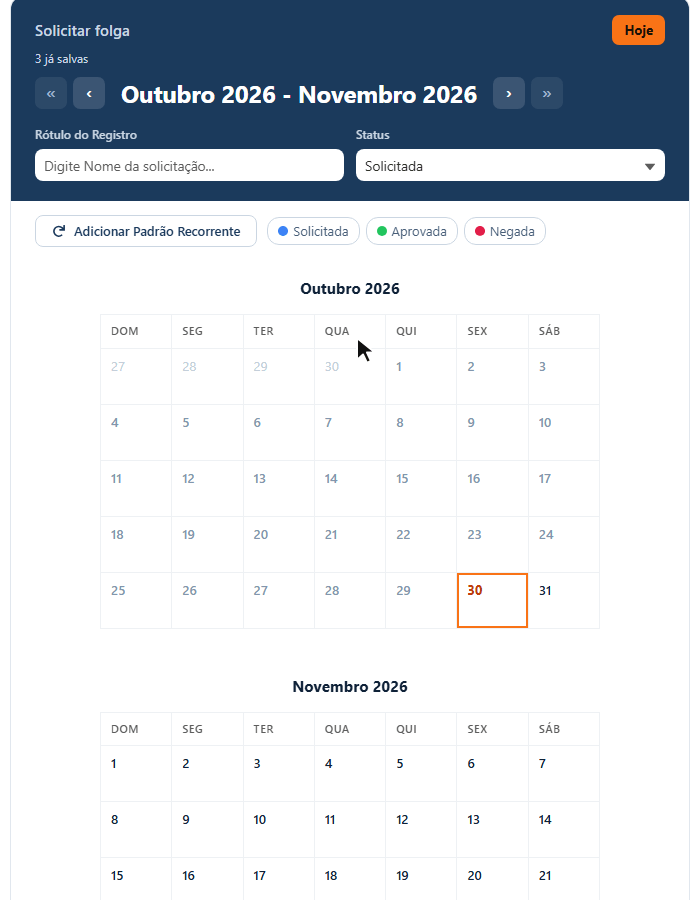 Solicitar folga
Hoje
3 já salvas
« ‹ Outubro 2026 - Novembro 2026 › »
Rótulo do Registro Status
Digite Nome da solicitação... Solicitada
Adicionar Padrão Recorrente Solicitada Aprovada Negada
Outubro 2026
DOM SEG TER QUA QUI SEX SÁB
27 28 29 30 1 2 3
4 5 6 7 8 9 10
11 12 13 14 15 16 17
18 19 20 21 22 23 24
25 26 27 28 29 30 31
Novembro 2026
DOM SEG TER QUA QUI SEX SÁB
1 2 3 4 5 6 7
8 9 10 11 12 13 14
15 16 17 18 19 20 21